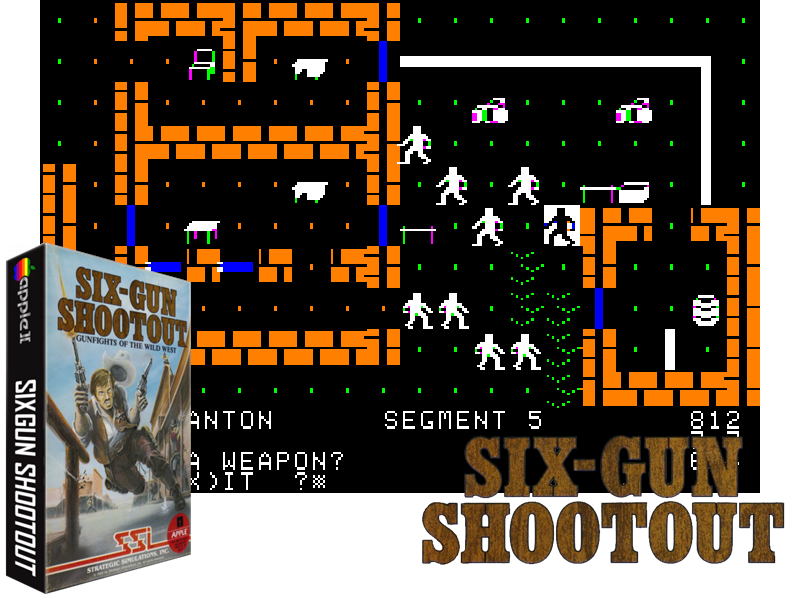 ANTON SEGMENT 5 812
A WEAPON?
X)IT ?*
SIX-GUN
SHOOTOUT
apple ][
SIXGUN SHOOTOUT
SIX-GUN
SHOOTOUT
GUNFIGHTS OF THE WILD WEST
SSI
STRATEGIC SIMULATIONS, INC.
APPLE